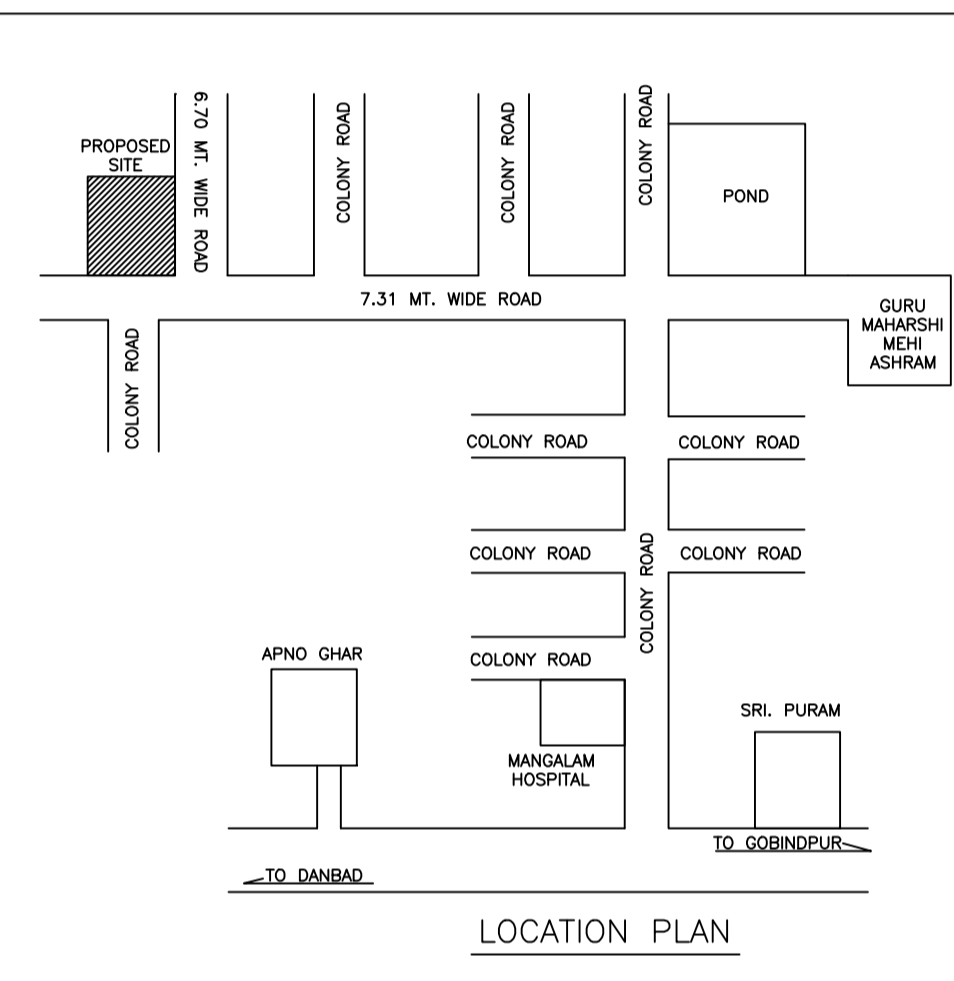 PROPOSED
SITE
6.70 MT. WIDE ROAD
COLONY ROAD
COLONY ROAD
COLONY ROAD
POND
7.31 MT. WIDE ROAD
GURU
MAHARSHI
MEHI
ASHRAM
COLONY ROAD
COLONY ROAD
COLONY ROAD
COLONY ROAD
COLONY ROAD
COLONY ROAD
COLONY ROAD
APNO GHAR
MANGALAM
HOSPITAL
SRI. PURAM
TO GOBINDPUR
TO DANBAD
LOCATION PLAN